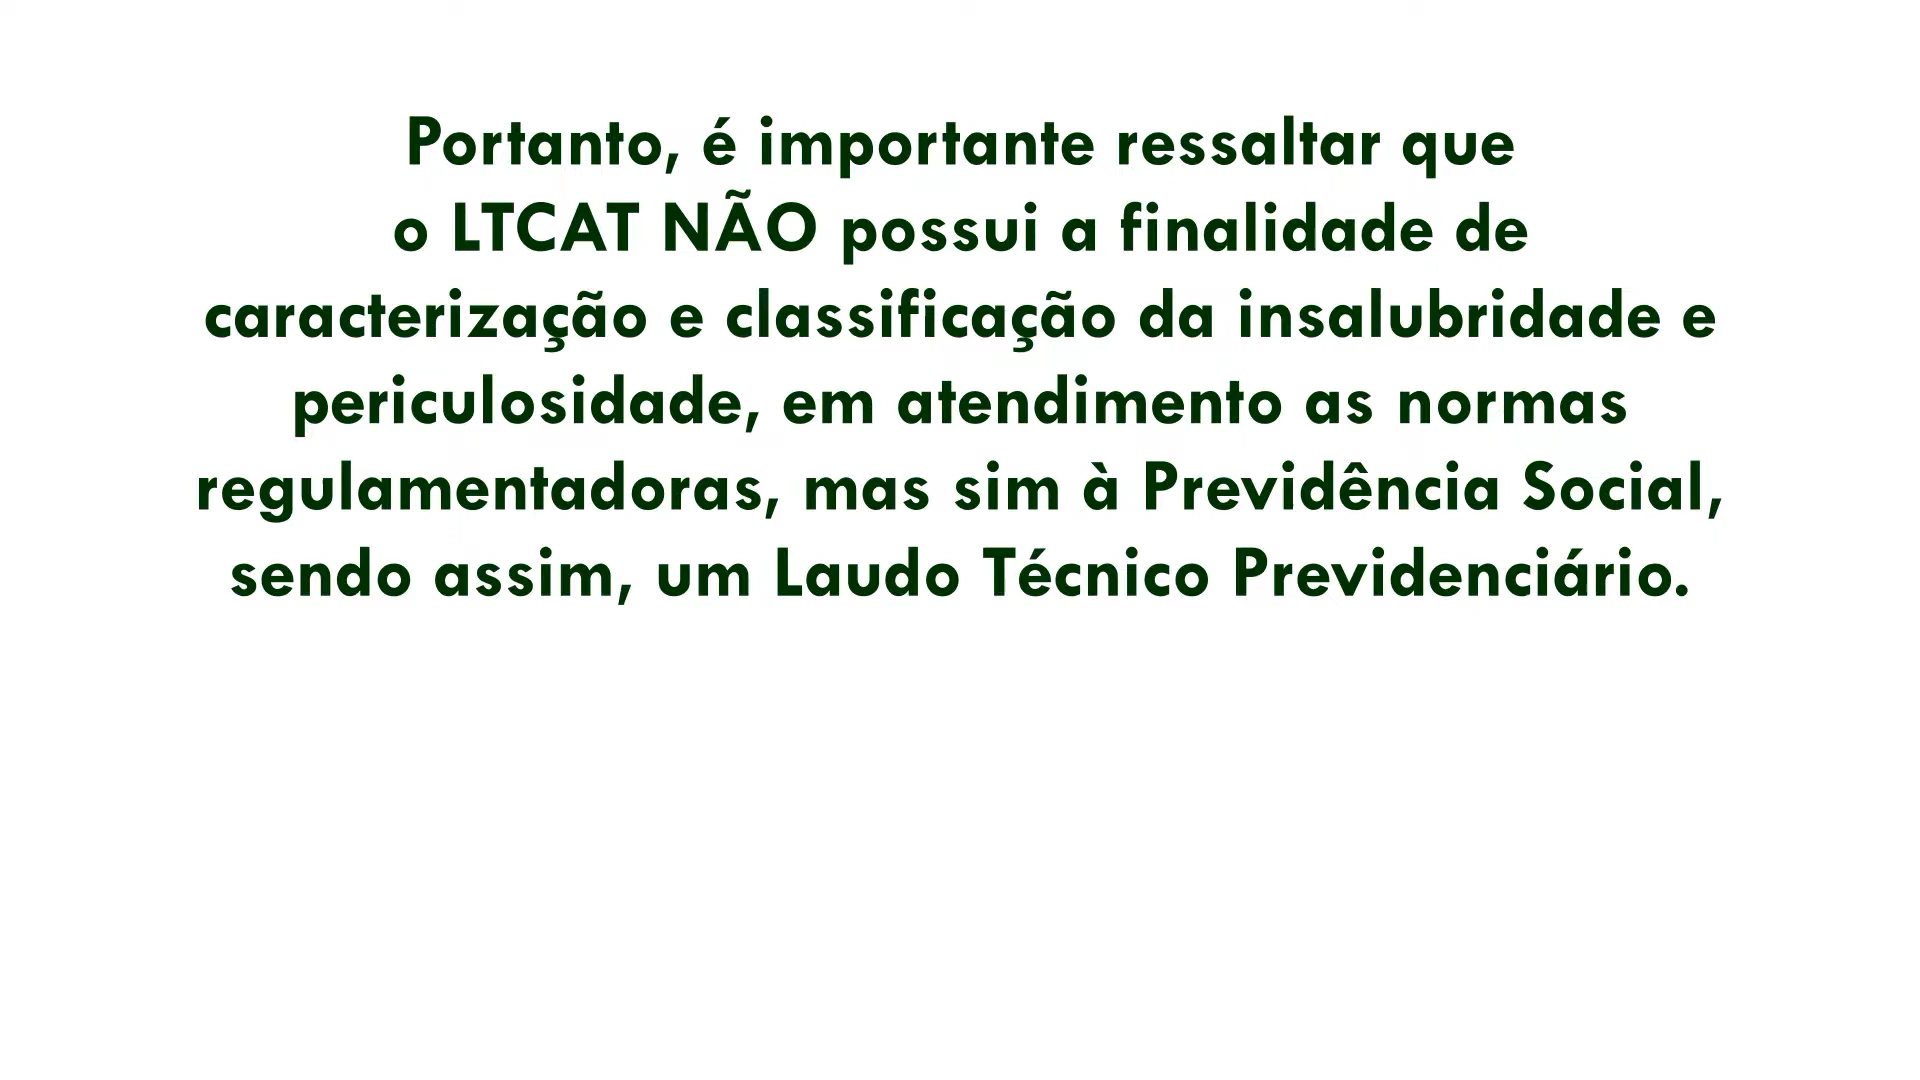 Portanto, é importante ressaltar que
o LTCAT NÃO possui a finalidade de
caracterização e classificação da insalubridade e
periculosidade, em atendimento as normas
regulamentadoras, mas sim à Previdência Social,
sendo assim, um Laudo Técnico Previdenciário.